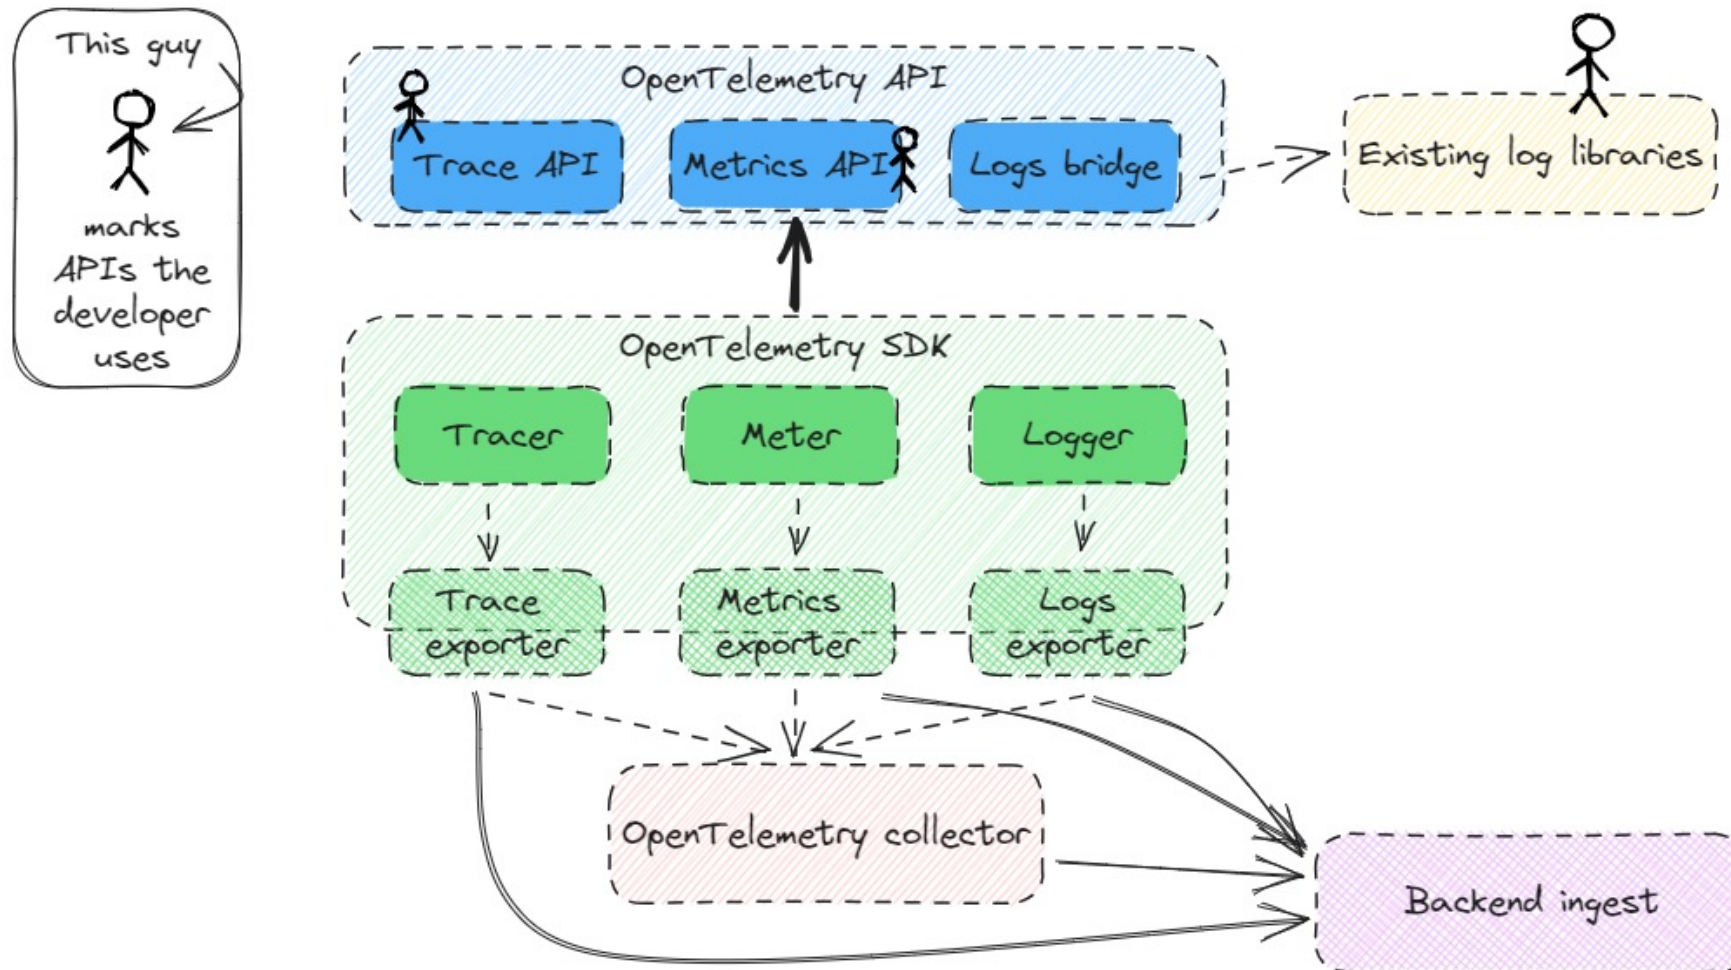 This guy
marks
APIs the
developer
uses
OpenTelemetry API
Trace API
Metrics API
Logs bridge
Existing log libraries
OpenTelemetry SDK
Tracer
Meter
Logger
Trace
exporter
Metrics
exporter
Logs
exporter
OpenTelemetry collector
Backend ingest